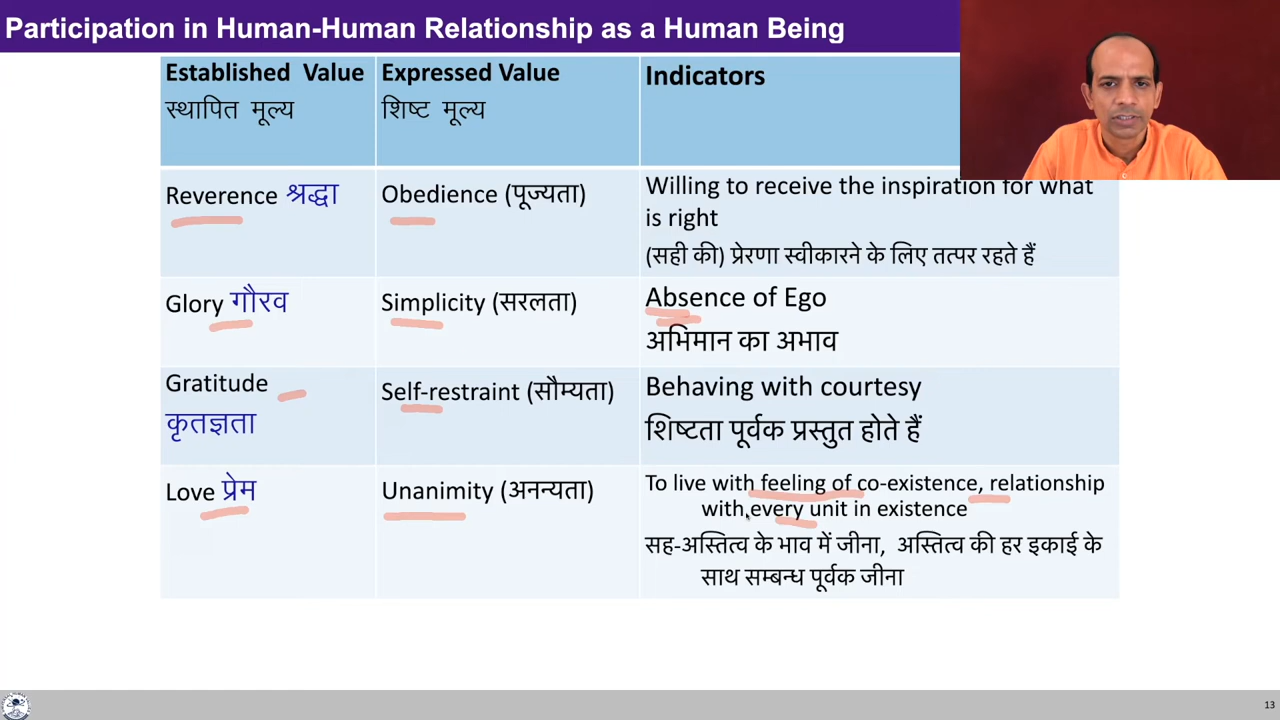 Participation in Human-Human Relationship as a Human Being
Established Value
स्थापित मूल्य
Expressed Value
शिष्ट मूल्य
Indicators
Reverence श्रद्धा
Obedience (पूज्यता)
Willing to receive the inspiration for what
is right
(सही की) प्रेरणा स्वीकारने के लिए तत्पर रहते हैं
Glory गौरव
Simplicity (सरलता)
Absence of Ego
अभिमान का अभाव
Gratitude
कृतज्ञता
Self-restraint (सौम्यता)
Behaving with courtesy
शिष्टता पूर्वक प्रस्तुत होते हैं
Love प्रेम
Unanimity (अनन्यता)
To live with feeling of co-existence, relationship
with every unit in existence
सह-अस्तित्व के भाव में जीना, अस्तित्व की हर इकाई के
साथ सम्बन्ध पूर्वक जीना
13